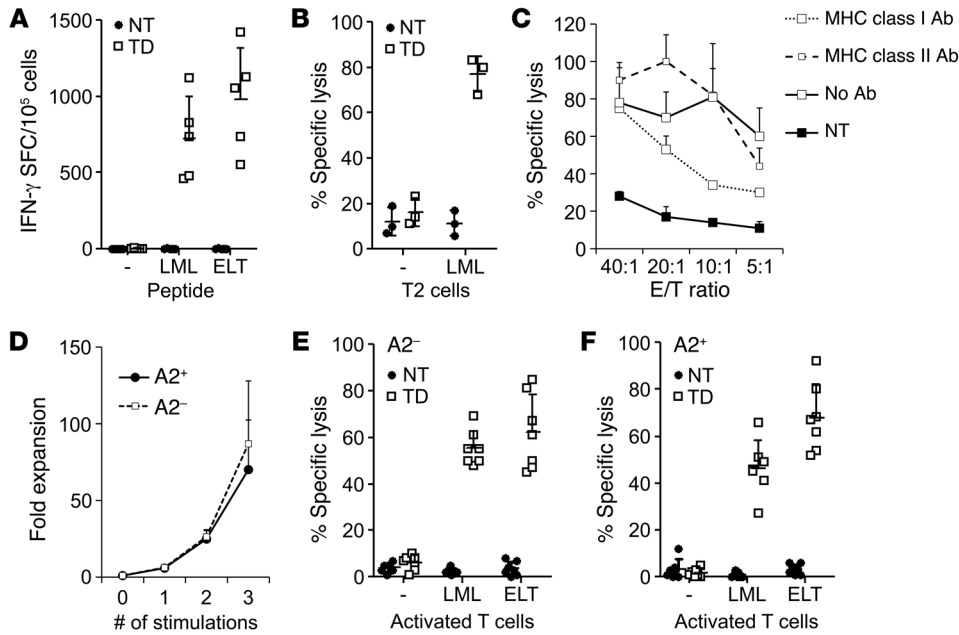 A
NT
TD
1500
1000
500
0
IFN-γ SFC/10⁵ cells
- LML ELT
Peptide
B
NT
TD
100
80
60
40
20
0
% Specific lysis
- LML
T2 cells
C
120
100
80
60
40
20
0
% Specific lysis
40:1 20:1 10:1 5:1
E/T ratio
MHC class I Ab
MHC class II Ab
No Ab
NT
D
150
100
50
0
Fold expansion
A2⁺
A2⁻
0 1 2 3
# of stimulations
E
A2⁻
NT
TD
100
80
60
40
20
0
% Specific lysis
- LML ELT
Activated T cells
F
A2⁺
NT
TD
100
80
60
40
20
0
% Specific lysis
- LML ELT
Activated T cells